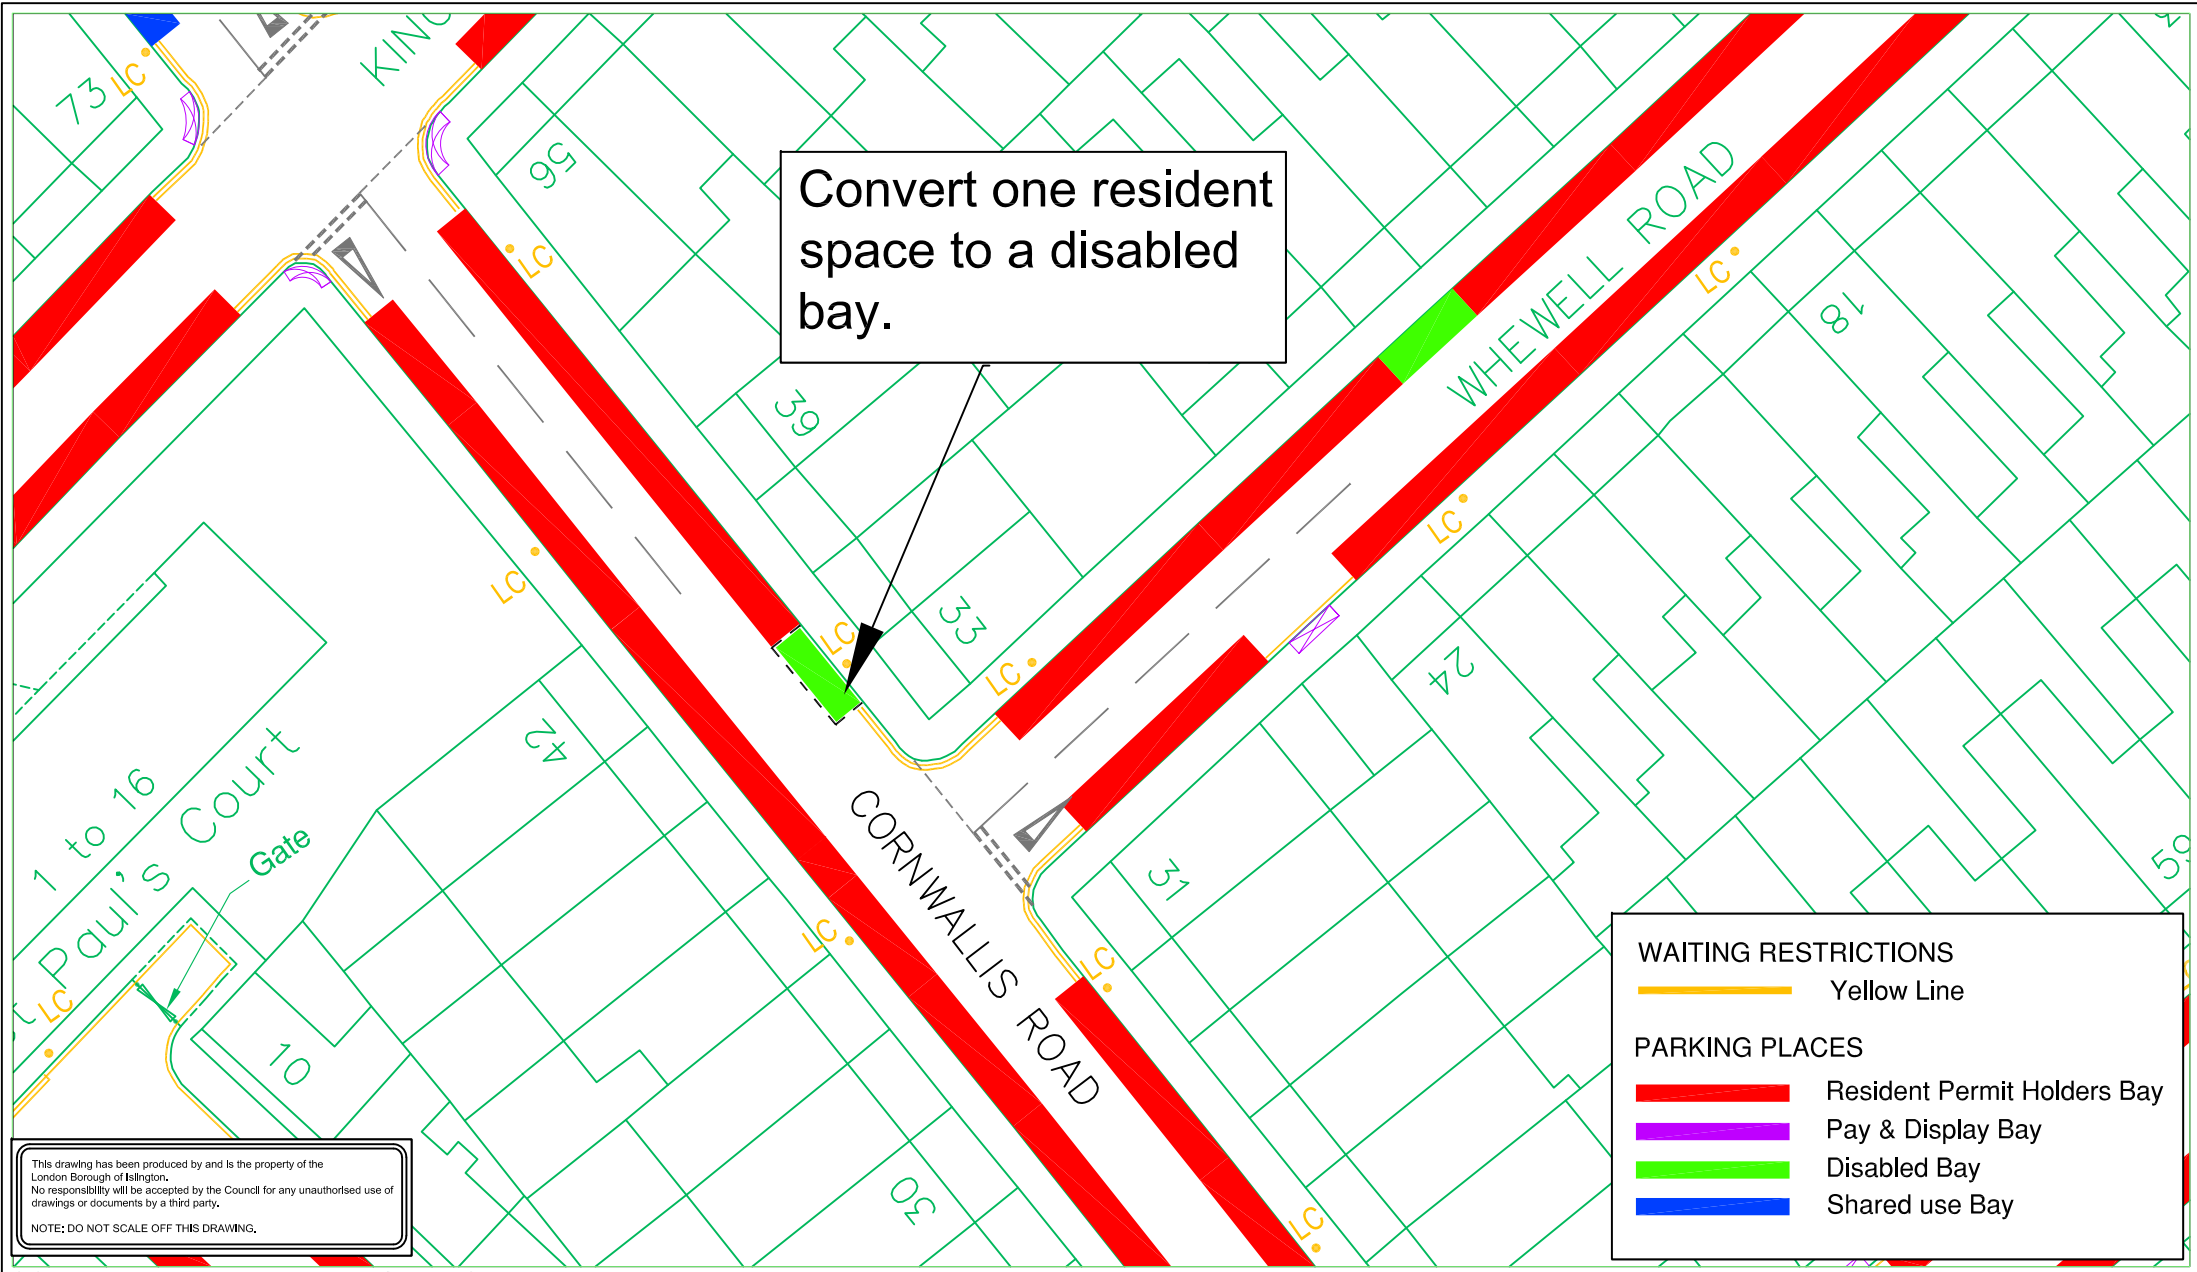 KING
73
LC
56
Convert one resident
space to a disabled
bay.
LC
WHEWELL ROAD
LC
18
39
LC
LC
33
LC
LC
24
42
1 to 16
Paul's Court
Gate
CORNWALLIS ROAD
31
59
LC
LC
LC
10
30
LC
WAITING RESTRICTIONS
Yellow Line
PARKING PLACES
Resident Permit Holders Bay
Pay & Display Bay
Disabled Bay
Shared use Bay
This drawing has been produced by and is the property of the
London Borough of Islington.
No responsibility will be accepted by the Council for any unauthorised use of
drawings or documents by a third party.
NOTE: DO NOT SCALE OFF THIS DRAWING.